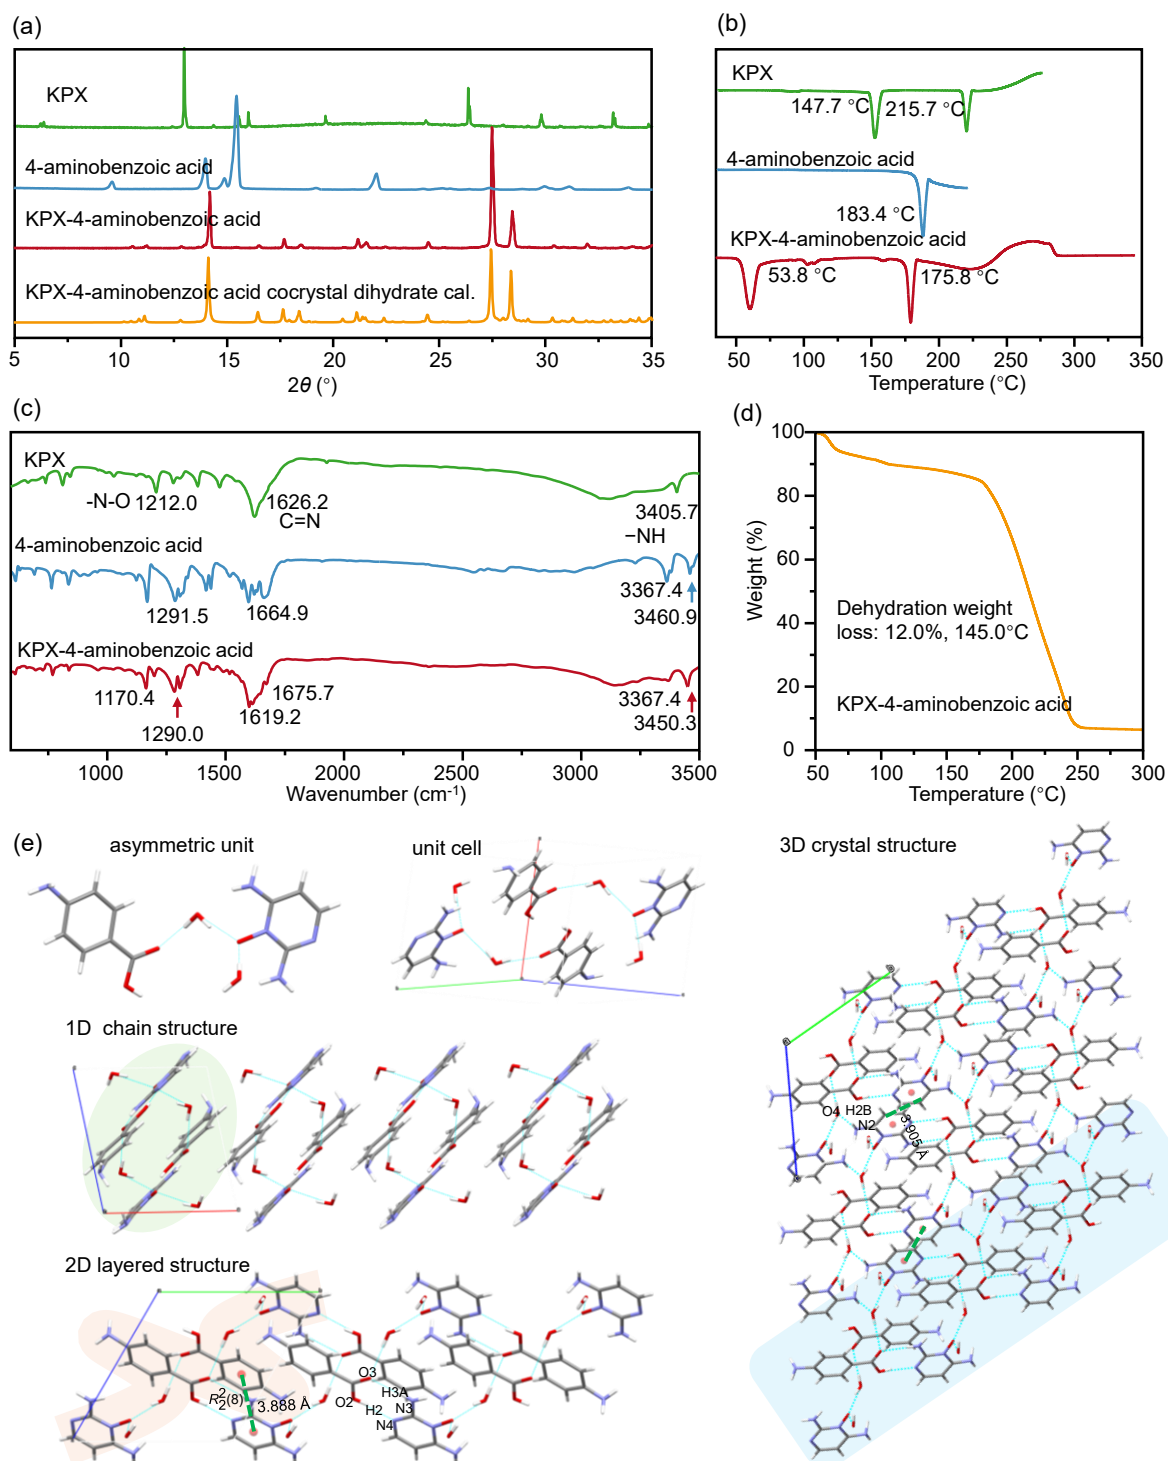 (a)
KPX
4-aminobenzoic acid
KPX-4-aminobenzoic acid
KPX-4-aminobenzoic acid cocrystal dihydrate cal.
5 10 15 20 25 30 35
2θ (°)
(b)
KPX
147.7 °C 215.7 °C
4-aminobenzoic acid
183.4 °C
KPX-4-aminobenzoic acid
53.8 °C 175.8 °C
50 100 150 200 250 300 350
Temperature (°C)
(c)
KPX
-N-O 1212.0
1626.2
C=N
3405.7
−NH
4-aminobenzoic acid
1291.5
1664.9
3367.4
3460.9
KPX-4-aminobenzoic acid
1170.4
1290.0
1675.7
1619.2
3367.4
3450.3
1000 1500 2000 2500 3000 3500
Wavenumber (cm-1)
(d)
100
80
60
40
20
0
Weight (%)
Dehydration weight
loss: 12.0%, 145.0°C
KPX-4-aminobenzoic acid
50 100 150 200 250 300
Temperature (°C)
(e)
asymmetric unit
unit cell
3D crystal structure
1D chain structure
O4 H2B
N2
3.905 Å
2D layered structure
R22(8)
3.888 Å
O3
O2
H3A
H2
N3
N4